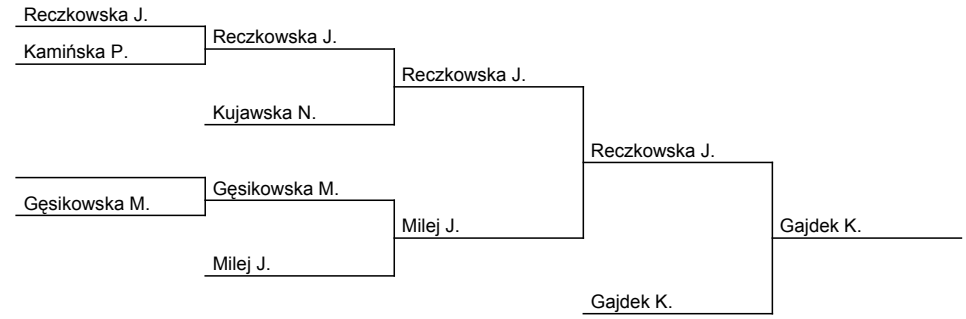 Reczkowska J.
Kamińska P.
Reczkowska J.
Kujawska N.
Reczkowska J.
Gęsikowska M.
Gęsikowska M.
Milej J.
Milej J.
Reczkowska J.
Gajdek K.
Gajdek K.